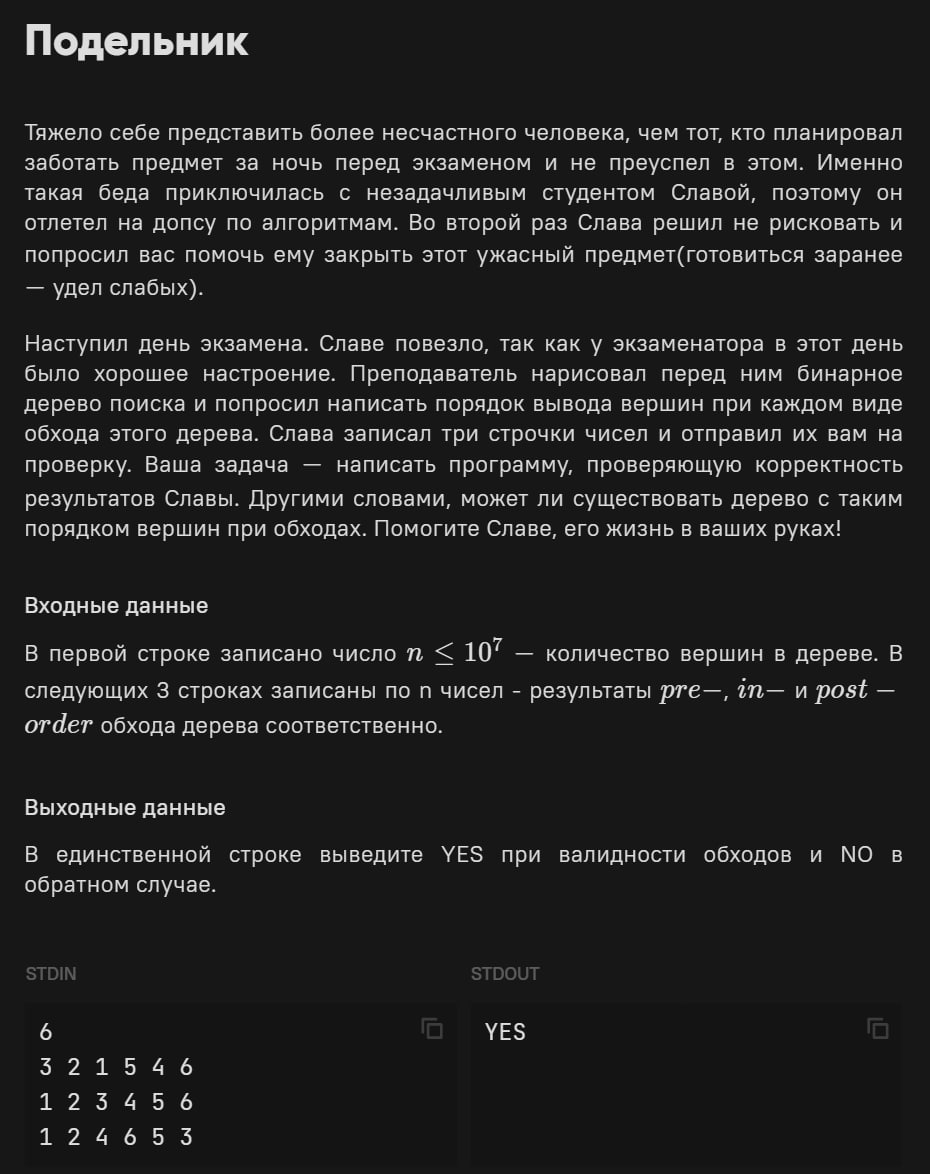 Подельник
Тяжело себе представить более несчастного человека, чем тот, кто планировал
заботать предмет за ночь перед экзаменом и не преуспел в этом. Именно
такая беда приключилась с незадачливым студентом Славой, поэтому он
отлетел на допсу по алгоритмам. Во второй раз Слава решил не рисковать и
попросил вас помочь ему закрыть этот ужасный предмет(готовиться заранее
— удел слабых).
Наступил день экзамена. Славе повезло, так как у экзаменатора в этот день
было хорошее настроение. Преподаватель нарисовал перед ним бинарное
дерево поиска и попросил написать порядок вывода вершин при каждом виде
обхода этого дерева. Слава записал три строчки чисел и отправил их вам на
проверку. Ваша задача — написать программу, проверяющую корректность
результатов Славы. Другими словами, может ли существовать дерево с таким
порядком вершин при обходах. Помогите Славе, его жизнь в ваших руках!
Входные данные
В первой строке записано число n ≤ 10⁷ — количество вершин в дереве. В
следующих 3 строках записаны по n чисел - результаты pre−, in− и post −
order обхода дерева соответственно.
Выходные данные
В единственной строке выведите YES при валидности обходов и NO в
обратном случае.
STDIN
6
3 2 1 5 4 6
1 2 3 4 5 6
1 2 4 6 5 3
STDOUT
YES